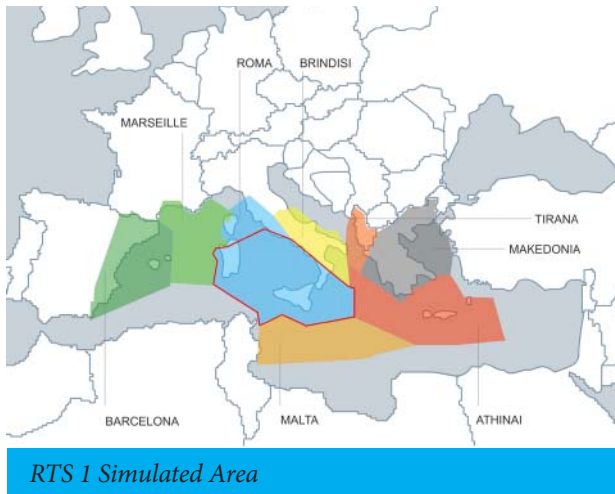 ROMA
BRINDISI
MARSEILLE
TIRANA
MAKEDONIA
BARCELONA
MALTA
ATHINAI
RTS 1 Simulated Area